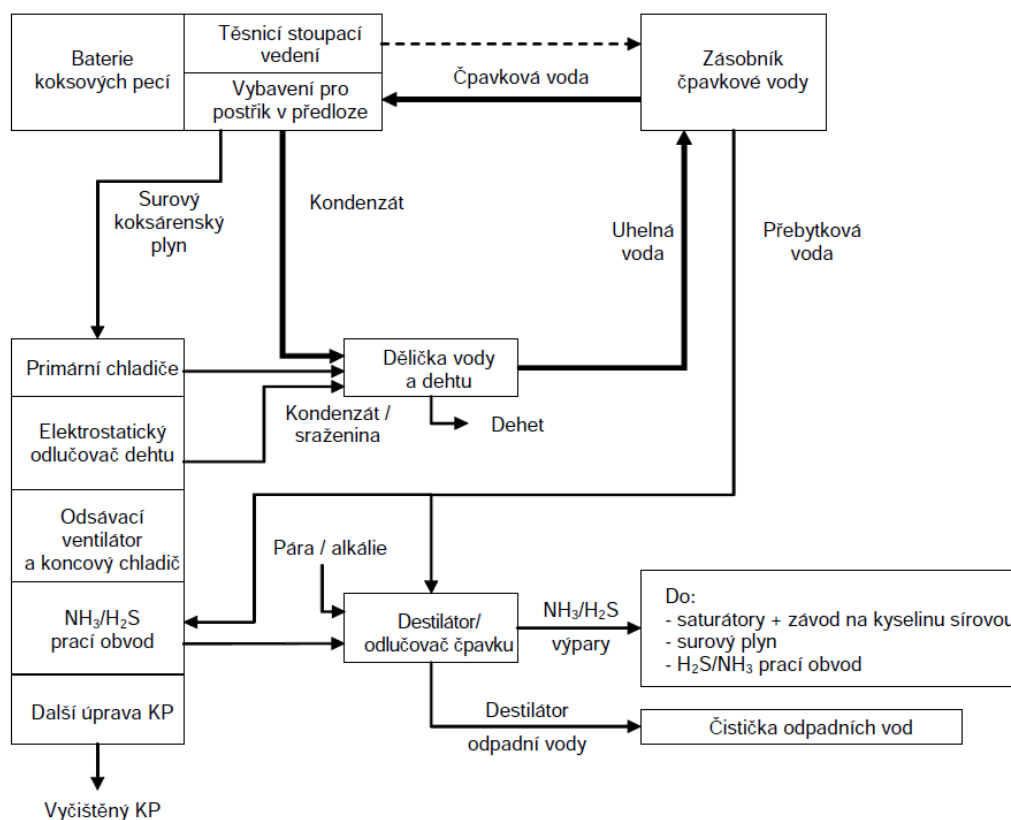 Baterie
koksových pecí
Těsnicí stoupací
vedení
Vybavení pro
postřik v předloze
Čpavková voda
Zásobník
čpavkové vody
Surový
koksárenský
plyn
Kondenzát
Uhelná
voda
Přebytková
voda
Primární chladiče
Dělička vody
a dehtu
Kondenzát /
sraženina
Dehet
Elektrostatický
odlučovač dehtu
Odsávací
ventilátor
a koncový chladič
Pára / alkálie
NH₃/H₂S
prací obvod
Destilátor/
odlučovač čpavku
NH₃/H₂S
výpary
Do:
- saturátory + závod na kyselinu sírovou
- surový plyn
- H₂S/NH₃ prací obvod
Další úprava KP
Destilátor
odpadní vody
Čistička odpadních vod
Vyčištěný KP